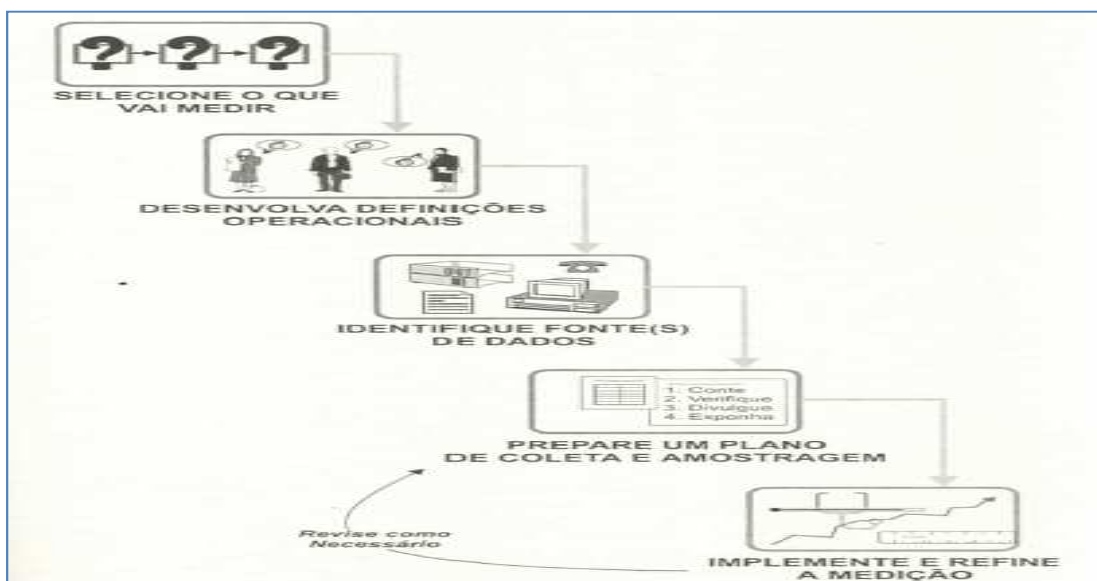 ? ? ?
SELECIONE O QUE
VAI MEDIR
DESENVOLVA DEFINIÇÕES
OPERACIONAIS
IDENTIFIQUE FONTE(S)
DE DADOS
1. Conte
2. Verifique
3. Divulgue
4. Exponha
PREPARE UM PLANO
DE COLETA E AMOSTRAGEM
Revise como
Necessário
IMPLEMENTE E REFINE
A MEDIÇÃO